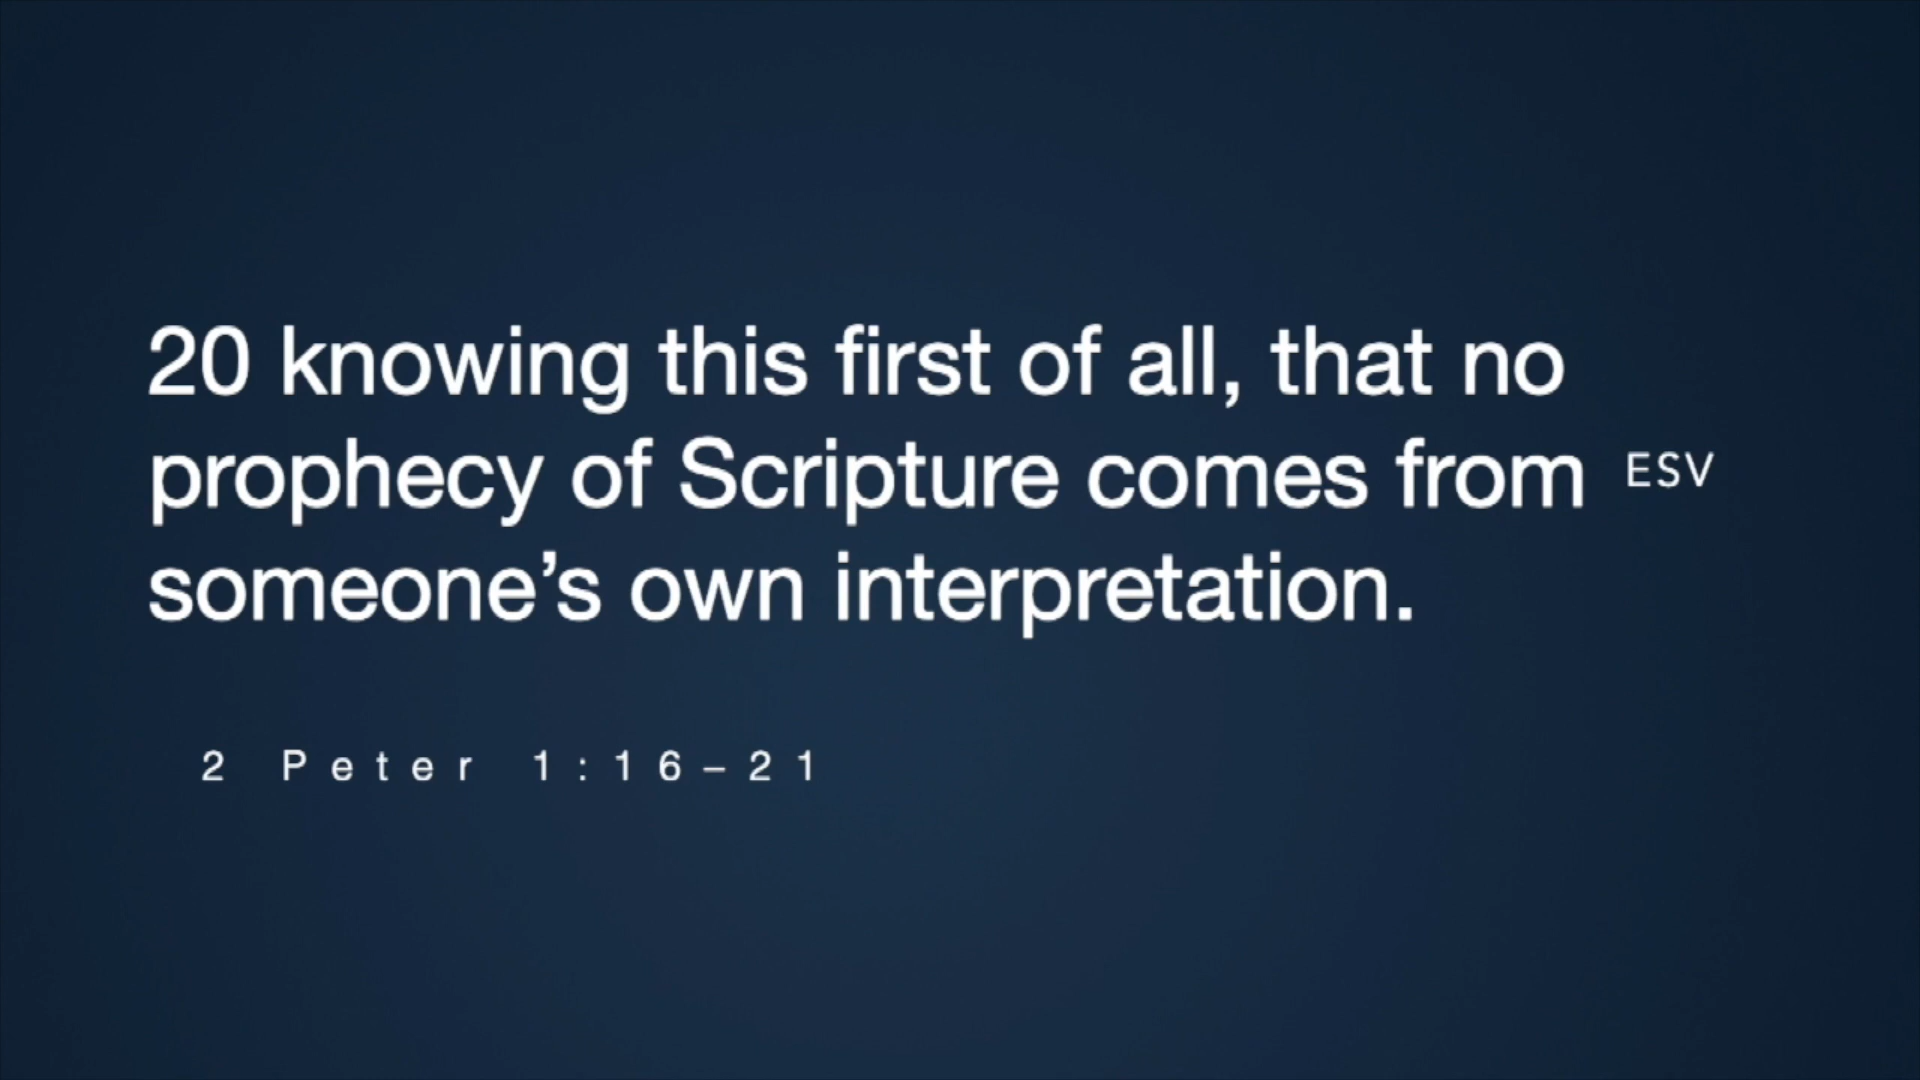 20 knowing this first of all, that no
prophecy of Scripture comes from
someone’s own interpretation.
ESV
2 Peter 1:16–21